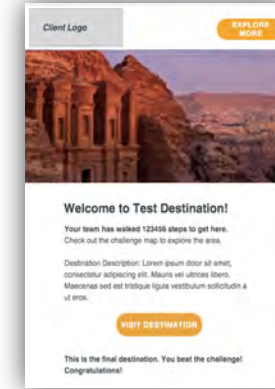 Client Logo
EXPLORE
MORE
Welcome to Test Destination!
Your team has walked 123456 steps to get here.
Check out the challenge map to explore the area.
Destination Description: Lorem ipsum dolor sit amet,
consectetur adipiscing elit. Mauris vel ultrices libero.
Maecenas sed est tristique ligula vestibulum sollicitudin a
ut eros.
VISIT DESTINATION
This is the final destination. You beat the challenge!
Congratulations!